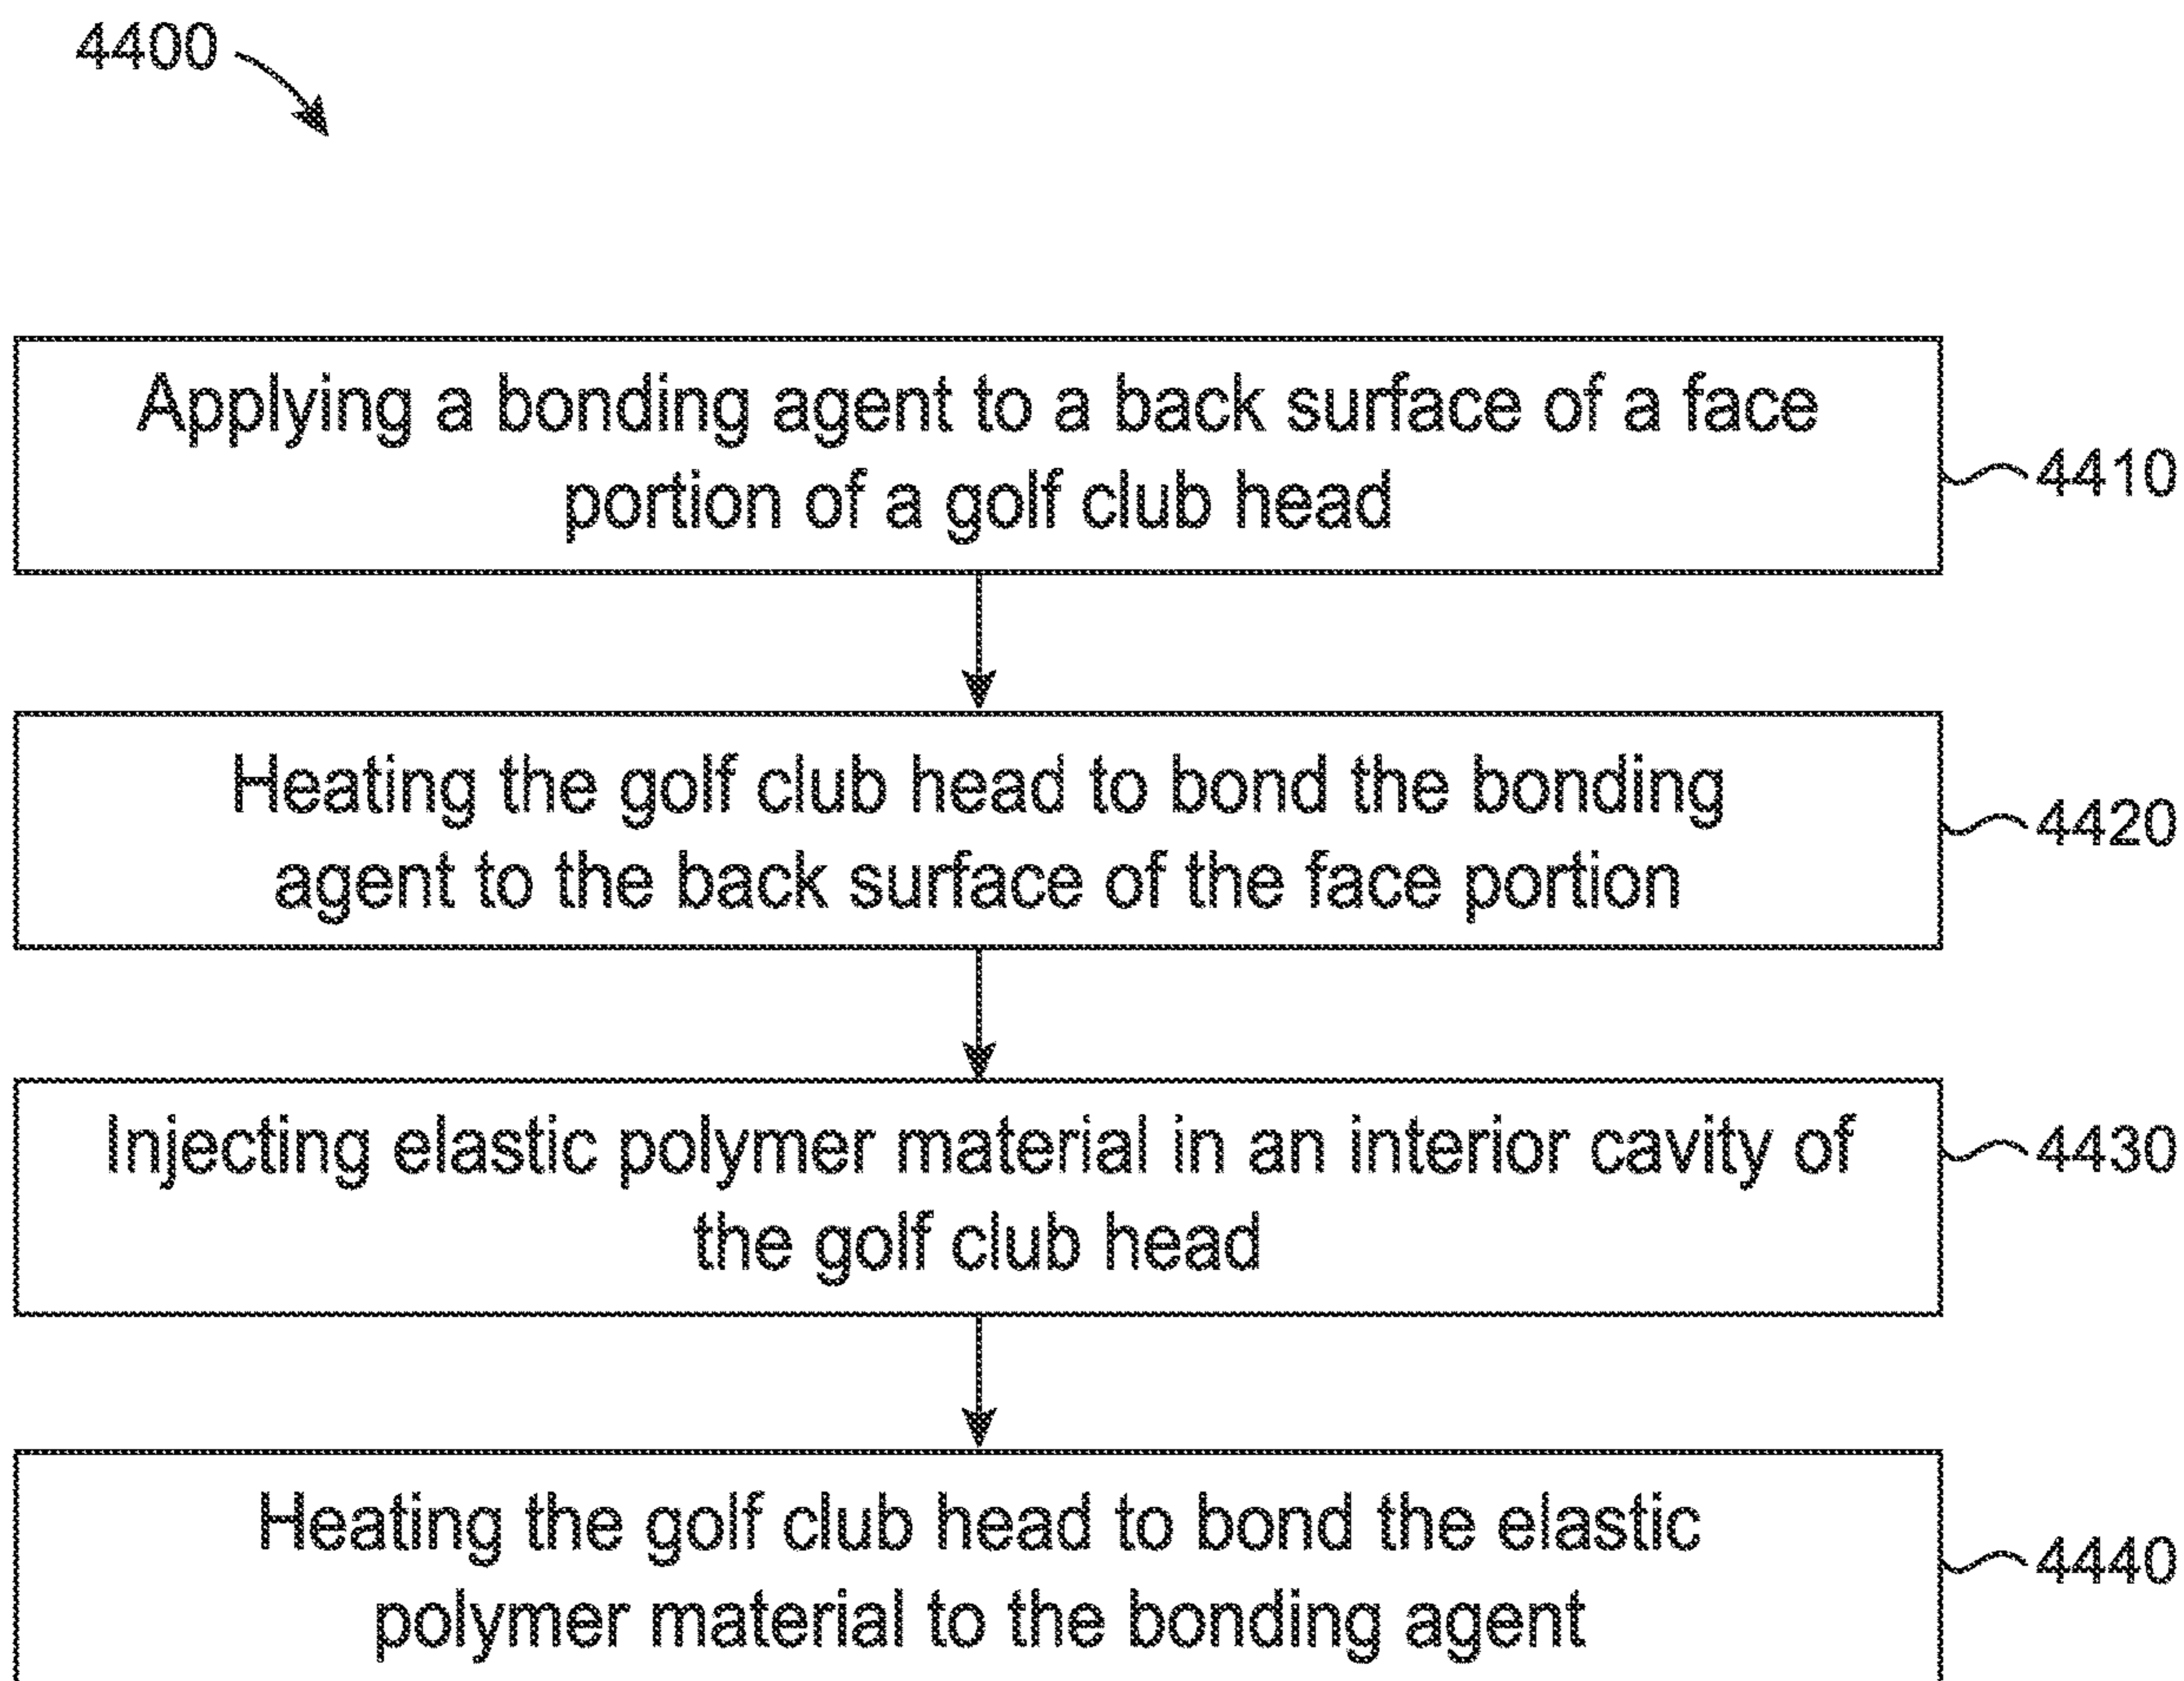 4400
Applying a bonding agent to a back surface of a face
portion of a golf club head
4410
Heating the golf club head to bond the bonding
agent to the back surface of the face portion
4420
Injecting elastic polymer material in an interior cavity of
the golf club head
4430
Heating the golf club head to bond the elastic
polymer material to the bonding agent
4440